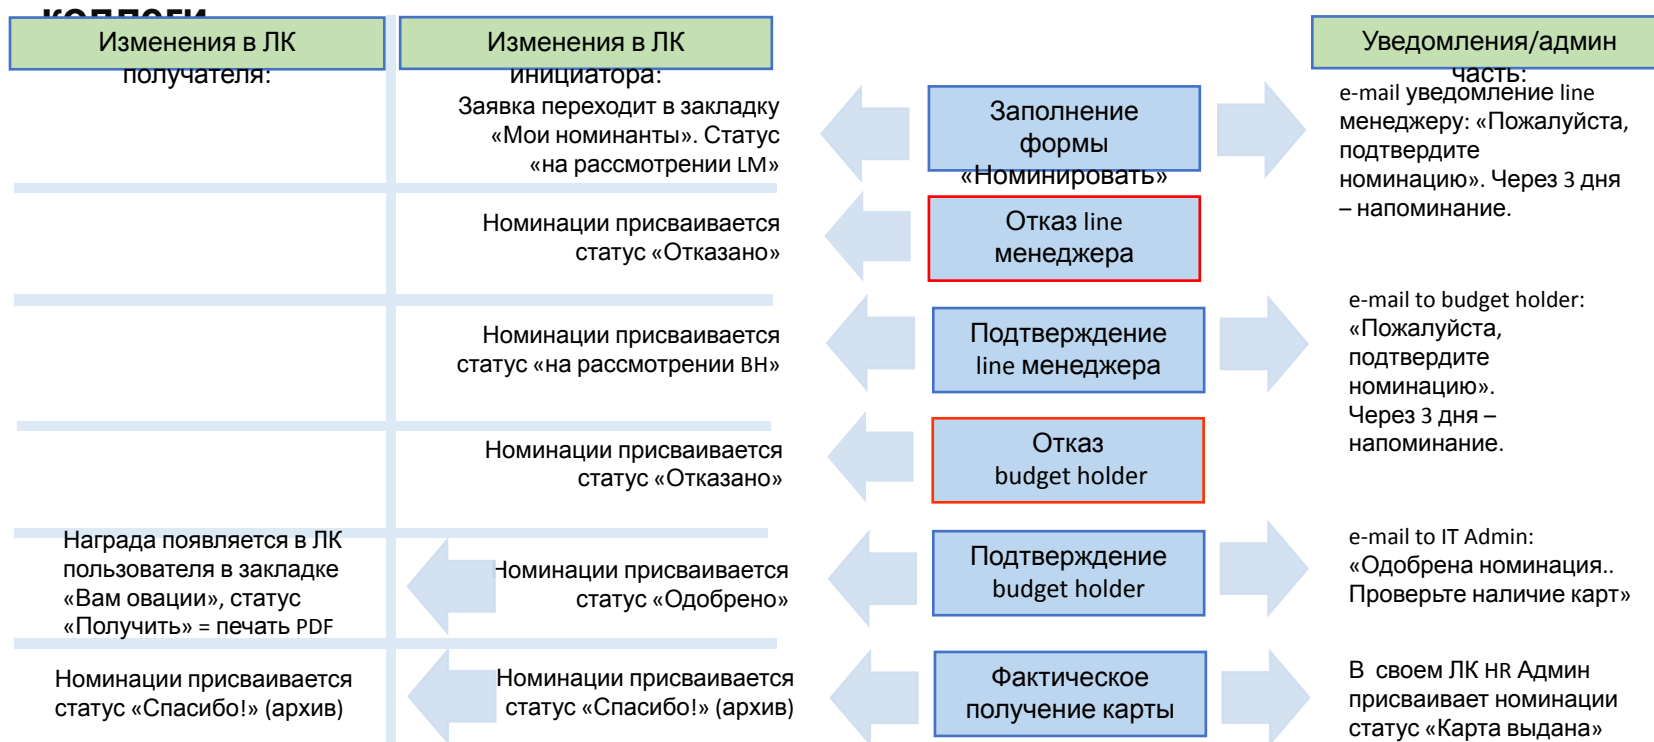 коллеги
Изменения в ЛК
получателя:
Изменения в ЛК
инициатора:
Уведомления/админ
часть:
Заявка переходит в закладку
«Мои номинанты». Статус
«на рассмотрении LM»
Заполнение
формы
«Номинировать»
e-mail уведомление line
менеджеру: «Пожалуйста,
подтвердите
номинацию». Через 3 дня
– напоминание.
Номинации присваивается
статус «Отказано»
Отказ line
менеджера
Номинации присваивается
статус «на рассмотрении BH»
Подтверждение
line менеджера
e-mail to budget holder:
«Пожалуйста,
подтвердите
номинацию».
Через 3 дня –
напоминание.
Номинации присваивается
статус «Отказано»
Отказ
budget holder
Награда появляется в ЛК
пользователя в закладке
«Вам овации», статус
«Получить» = печать PDF
Номинации присваивается
статус «Одобрено»
Подтверждение
budget holder
e-mail to IT Admin:
«Одобрена номинация..
Проверьте наличие карт»
Номинации присваивается
статус «Спасибо!» (архив)
Номинации присваивается
статус «Спасибо!» (архив)
Фактическое
получение карты
В своем ЛК HR Админ
присваивает номинации
статус «Карта выдана»